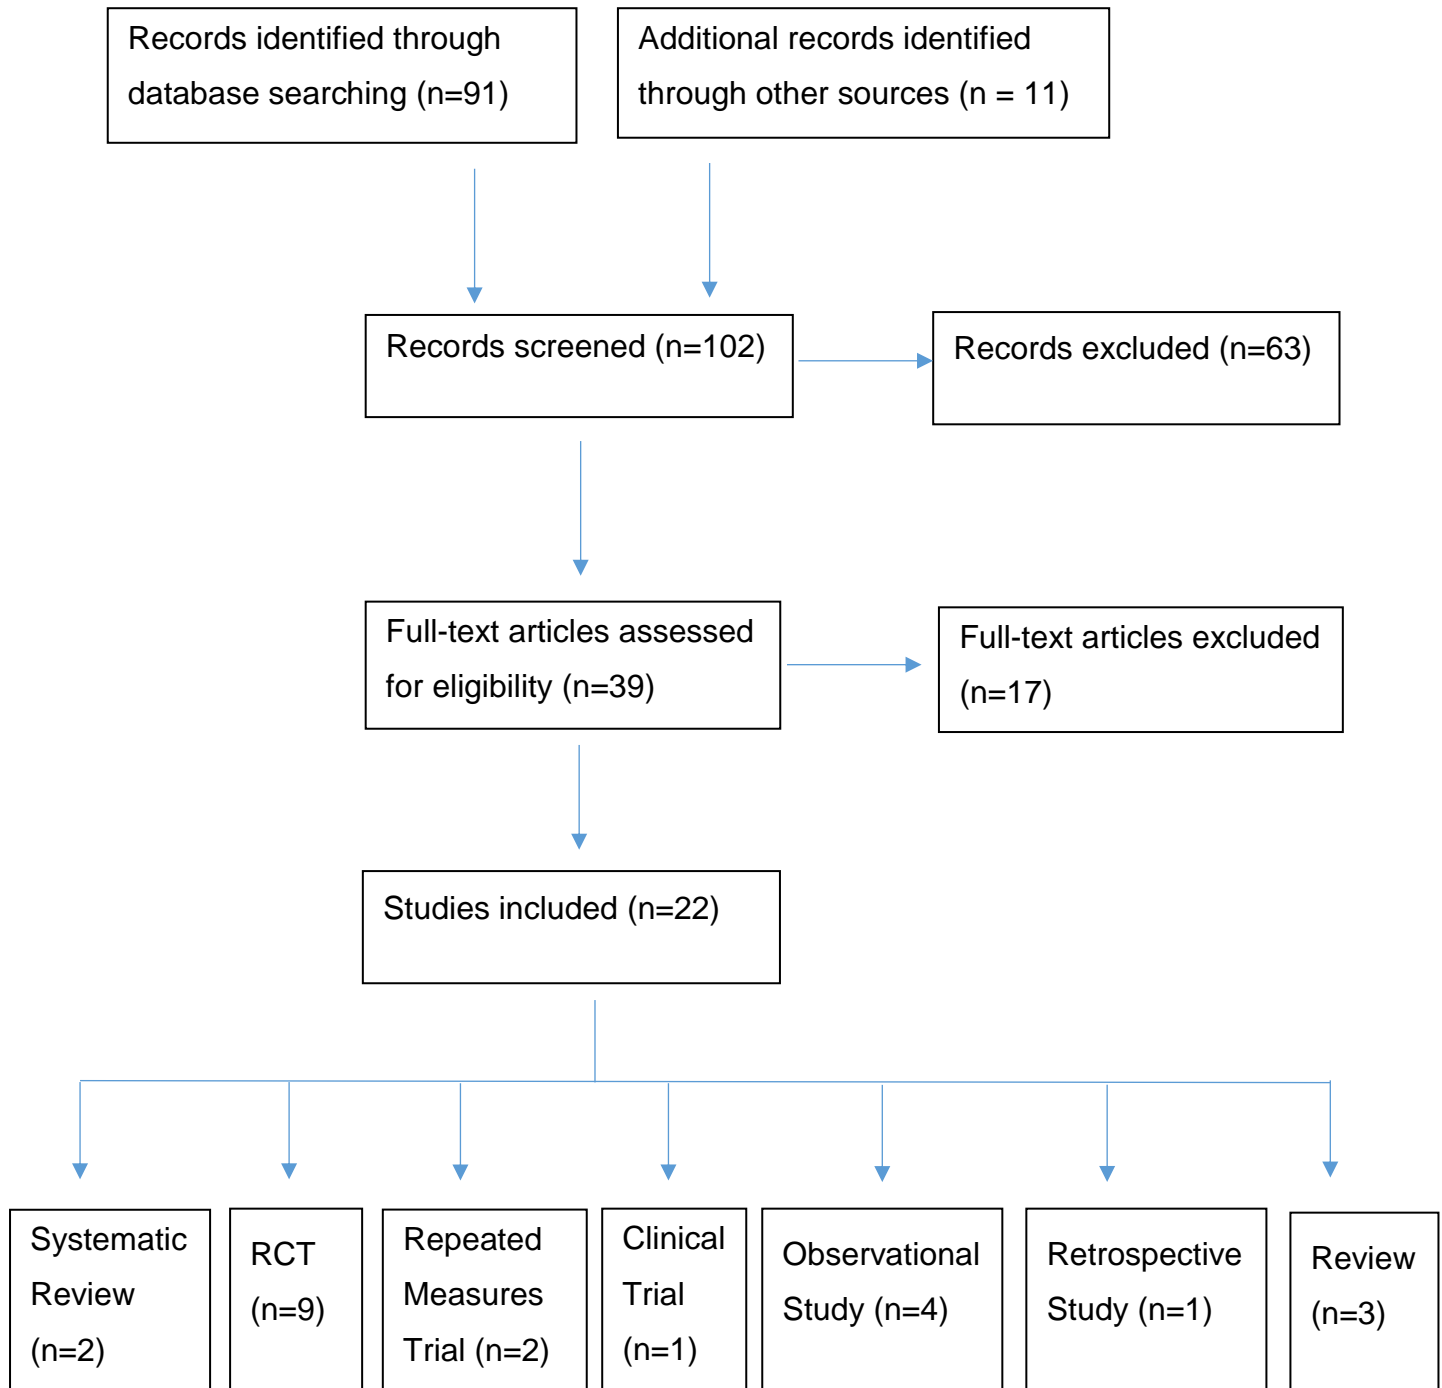 Records identified through
database searching (n=91)
Additional records identified
through other sources (n = 11)
Records screened (n=102)
Records excluded (n=63)
Full-text articles assessed
for eligibility (n=39)
Full-text articles excluded
(n=17)
Studies included (n=22)
Systematic
Review
(n=2)
RCT
(n=9)
Repeated
Measures
Trial (n=2)
Clinical
Trial
(n=1)
Observational
Study (n=4)
Retrospective
Study (n=1)
Review
(n=3)